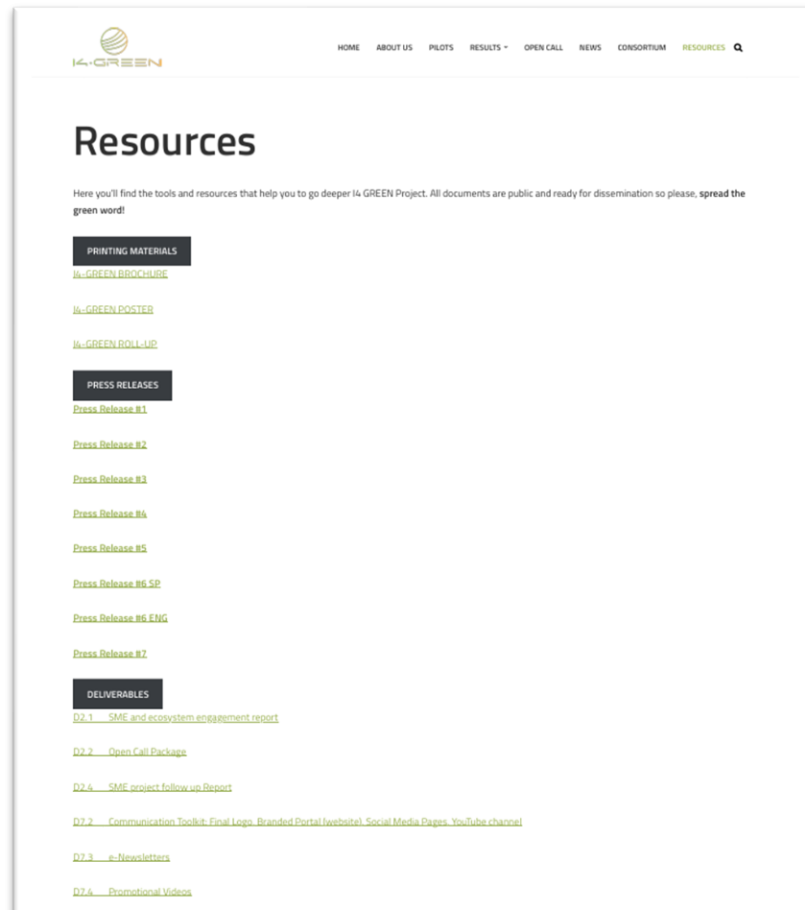 I4·GREEN
HOME ABOUT US PILOTS RESULTS OPEN CALL NEWS CONSORTIUM RESOURCES
Resources
Here you'll find the tools and resources that help you to go deeper I4 GREEN Project. All documents are public and ready for dissemination so please, spread the
green word!
PRINTING MATERIALS
I4-GREEN BROCHURE
I4-GREEN POSTER
I4-GREEN ROLL-UP
PRESS RELEASES
Press Release #1
Press Release #2
Press Release #3
Press Release #4
Press Release #5
Press Release #6 SP
Press Release #6 ENG
Press Release #7
DELIVERABLES
D2.1 SME and ecosystem engagement report
D2.2 Open Call Package
D2.4 SME project follow up Report
D7.2 Communication Toolkit: Final Logo, Branded Portal (website), Social Media Pages, YouTube channel
D7.3 e-Newsletters
D7.4 Promotional Videos